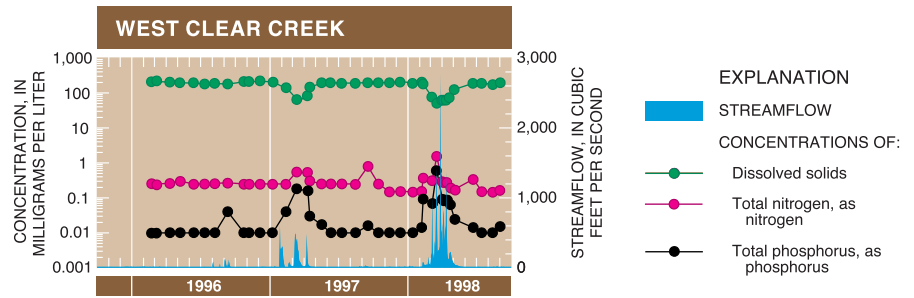 WEST CLEAR CREEK
CONCENTRATION, IN
MILLIGRAMS PER LITER
1,000
100
10
1
0.1
0.01
0.001
3,000
2,000
1,000
0
STREAMFLOW, IN CUBIC
FEET PER SECOND
1996
1997
1998
EXPLANATION
STREAMFLOW
CONCENTRATIONS OF:
Dissolved solids
Total nitrogen, as
nitrogen
Total phosphorus, as
phosphorus